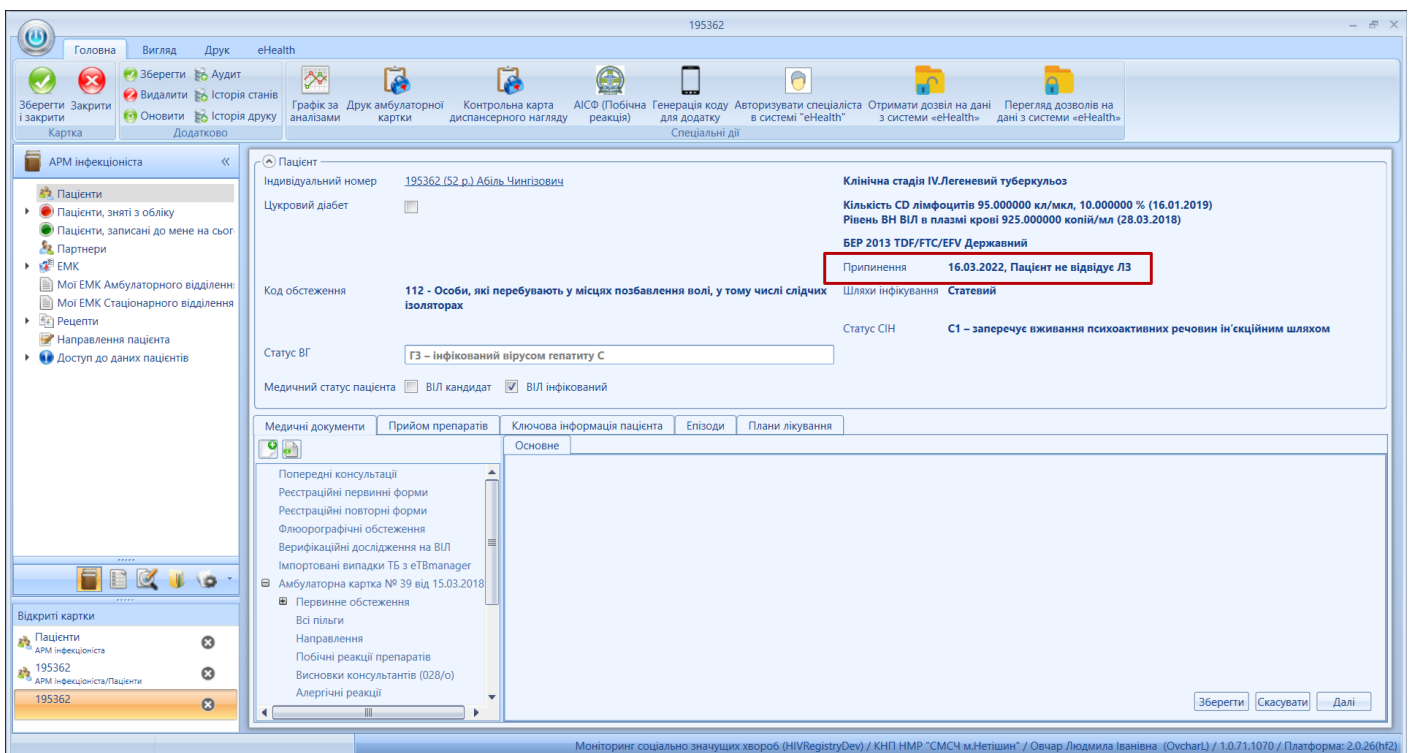 195362
Головна Вигляд Друк eHealth
Зберегти і закрити
Закрити
Зберегти Аудит
Видалити Історія станів
Оновити Історія друку
Графік за аналізами
Друк амбулаторної картки
Контрольна карта диспансерного нагляду
АІСФ (Побічна реакція)
Генерація коду для додатку
Авторизувати спеціаліста в системі "eHealth"
Отримати дозвіл на дані з системи «eHealth»
Перегляд дозволів на дані з системи «eHealth»
Картка Додатково Спеціальні дії
АРМ інфекціоніста
Пацієнти
Пацієнти, зняті з обліку
Пацієнти, записані до мене на сьог
Партнери
ЕМК
Мої ЕМК Амбулаторного відділенн
Мої ЕМК Стаціонарного відділення
Рецепти
Направлення пацієнта
Доступ до даних пацієнтів
Відкриті картки
Пацієнти
АРМ інфекціоніста
195362
АРМ інфекціоніста/Пацієнти
195362
Пацієнт
Індивідуальний номер 195362 (52 р.) Абіль Чингізович
Цукровий діабет
Код обстеження 112 - Особи, які перебувають у місцях позбавлення волі, у тому числі слідчих
ізоляторах
Статус ВГ Г3 – інфікований вірусом гепатиту С
Медичний статус пацієнта ВІЛ кандидат ВІЛ інфікований
Клінічна стадія IV.Легеневий туберкульоз
Кількість CD лімфоцитів 95.000000 кл/мкл, 10.000000 % (16.01.2019)
Рівень ВН ВІЛ в плазмі крові 925.000000 копій/мл (28.03.2018)
БЕР 2013 TDF/FTC/EFV Державний
Припинення 16.03.2022, Пацієнт не відвідує ЛЗ
Шляхи інфікування Статевий
Статус СІН С1 – заперечує вживання психоактивних речовин ін’єкційним шляхом
Медичні документи Прийом препаратів Ключова інформація пацієнта Епізоди Плани лікування
Основне
Попередні консультації
Реєстраційні первинні форми
Реєстраційні повторні форми
Флюорографічні обстеження
Верифікаційні дослідження на ВІЛ
Імпортовані випадки ТБ з eTBmanager
Амбулаторна картка № 39 від 15.03.2018
Первинне обстеження
Всі пільги
Направлення
Побічні реакції препаратів
Висновки консультантів (028/о)
Алергічні реакції
Зберегти Скасувати Далі
Моніторинг соціально значущих хвороб (HIVRegistryDev) / КНП НМР "СМСЧ м.Нетішин" / Овчар Людмила Іванівна (OvcharL) / 1.0.71.1070 / Платформа: 2.0.26(hf2)